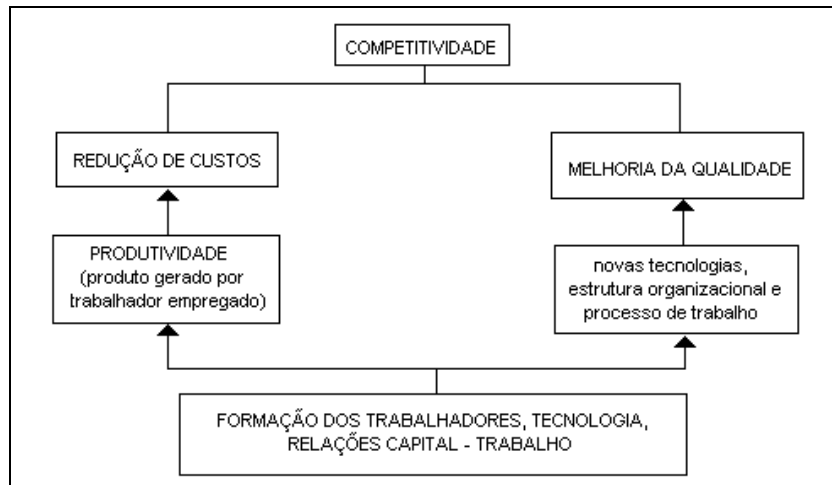 COMPETITIVIDADE
REDUÇÃO DE CUSTOS
MELHORIA DA QUALIDADE
PRODUTIVIDADE
(produto gerado por
trabalhador empregado)
novas tecnologias,
estrutura organizacional e
processo de trabalho
FORMAÇÃO DOS TRABALHADORES, TECNOLOGIA,
RELAÇÕES CAPITAL - TRABALHO